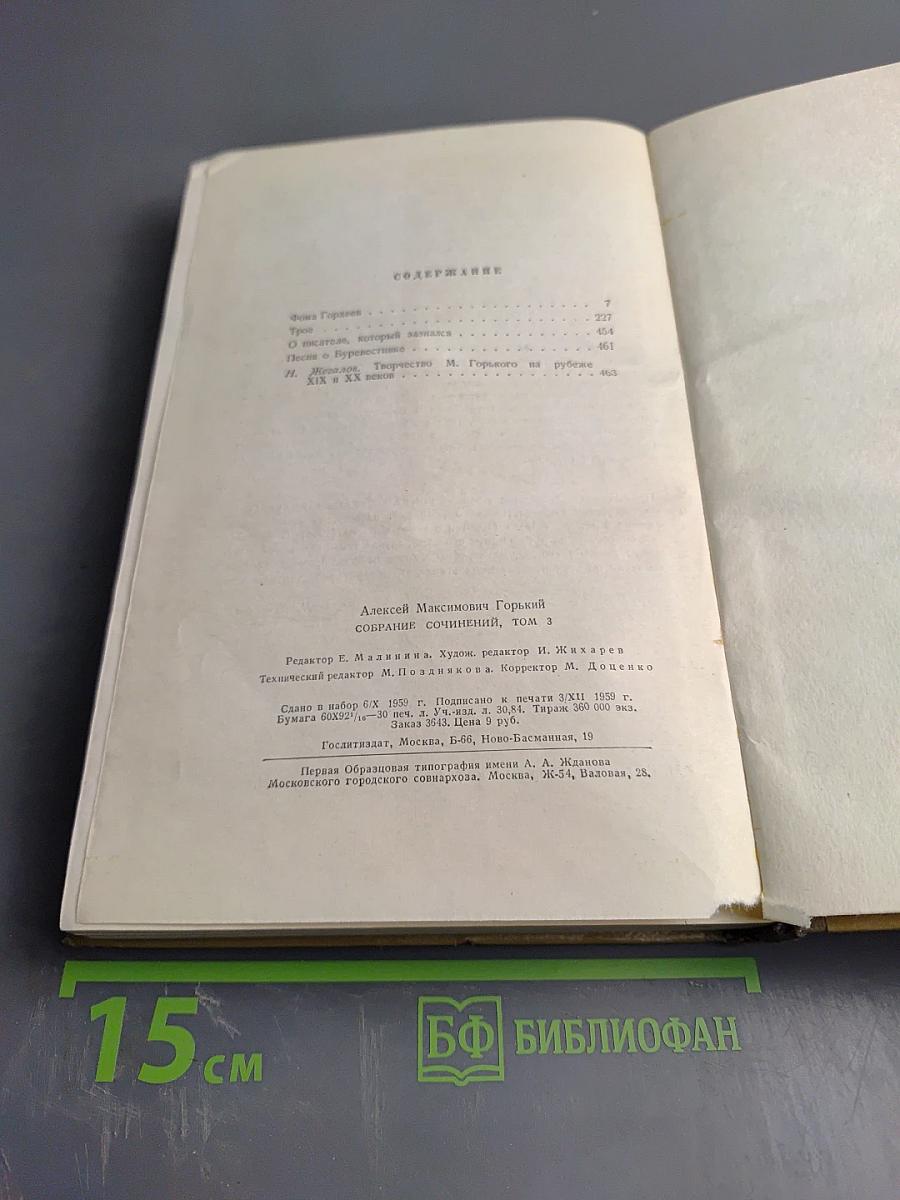 СОДЕРЖАНИЕ
Фома Гордеев . . . . . . . . . . . . . . . . . . . . 7
Трое . . . . . . . . . . . . . . . . . . . . . . . 227
О писателе, который зазнался . . . . . . . . . . . . 454
Песня о Буревестнике . . . . . . . . . . . . . . . . 461
Н. Жегалов. Творчество М. Горького на рубеже
XIX и XX веков . . . . . . . . . . . . . . . . . 463
Алексей Максимович Горький
СОБРАНИЕ СОЧИНЕНИЙ, ТОМ 3
Редактор Е. Малинина. Худож. редактор И. Жихарев
Технический редактор М. Позднякова. Корректор М. Доценко
Сдано в набор 6/X 1959 г. Подписано к печати 3/XII 1959 г.
Бумага 60X92¹/₁₆—30 печ. л. Уч.-изд. л. 30,84. Тираж 360 000 экз.
Заказ 3643. Цена 9 руб.
Гослитиздат, Москва, Б-66, Ново-Басманная, 19
Первая Образцовая типография имени А. А. Жданова
Московского городского совнархоза. Москва, Ж-54, Валовая, 28.
15 см
БФ БИБЛИОФАН